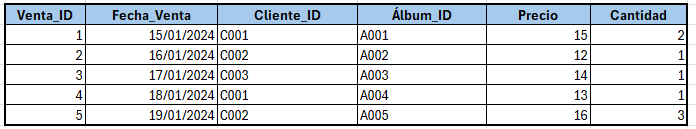 Venta_ID Fecha_Venta Cliente_ID Álbum_ID Precio Cantidad
1 15/01/2024 C001 A001 15 2
2 16/01/2024 C002 A002 12 1
3 17/01/2024 C003 A003 14 1
4 18/01/2024 C001 A004 13 1
5 19/01/2024 C002 A005 16 3